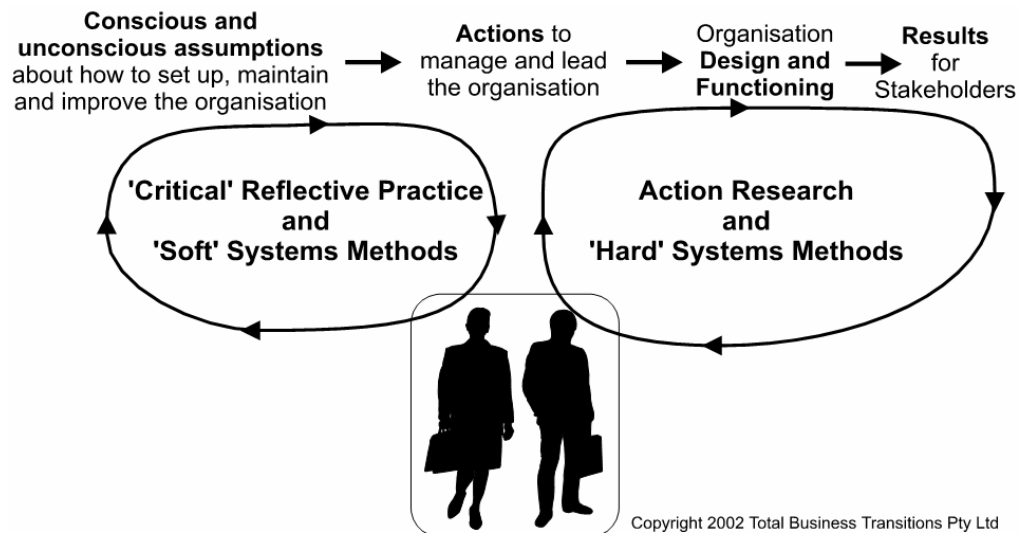 Conscious and
unconscious assumptions
about how to set up, maintain
and improve the organisation
Actions to
manage and lead
the organisation
Organisation
Design and
Functioning
Results
for
Stakeholders
'Critical' Reflective Practice
and
'Soft' Systems Methods
Action Research
and
'Hard' Systems Methods
Copyright 2002 Total Business Transitions Pty Ltd